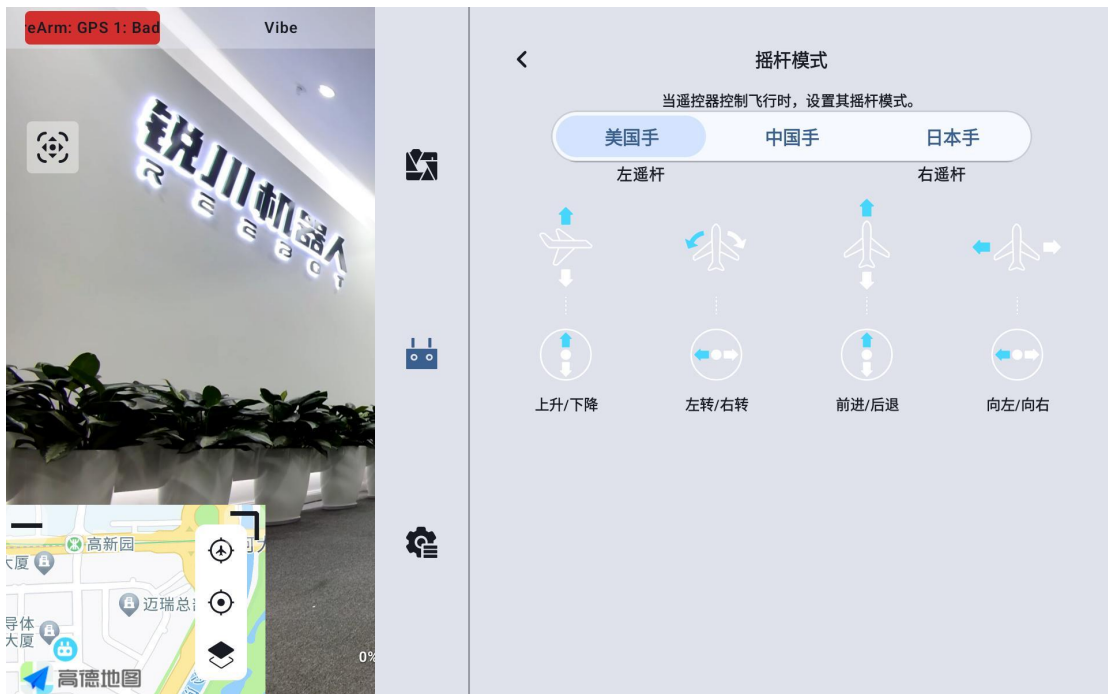 eArm: GPS 1: Bad
Vibe
锐川机器人
摇杆模式
当遥控器控制飞行时，设置其摇杆模式。
美国手
中国手
日本手
左遥杆
右遥杆
上升/下降
左转/右转
前进/后退
向左/向右
高新园
大厦
迈瑞总
导体
大厦
高德地图
0%